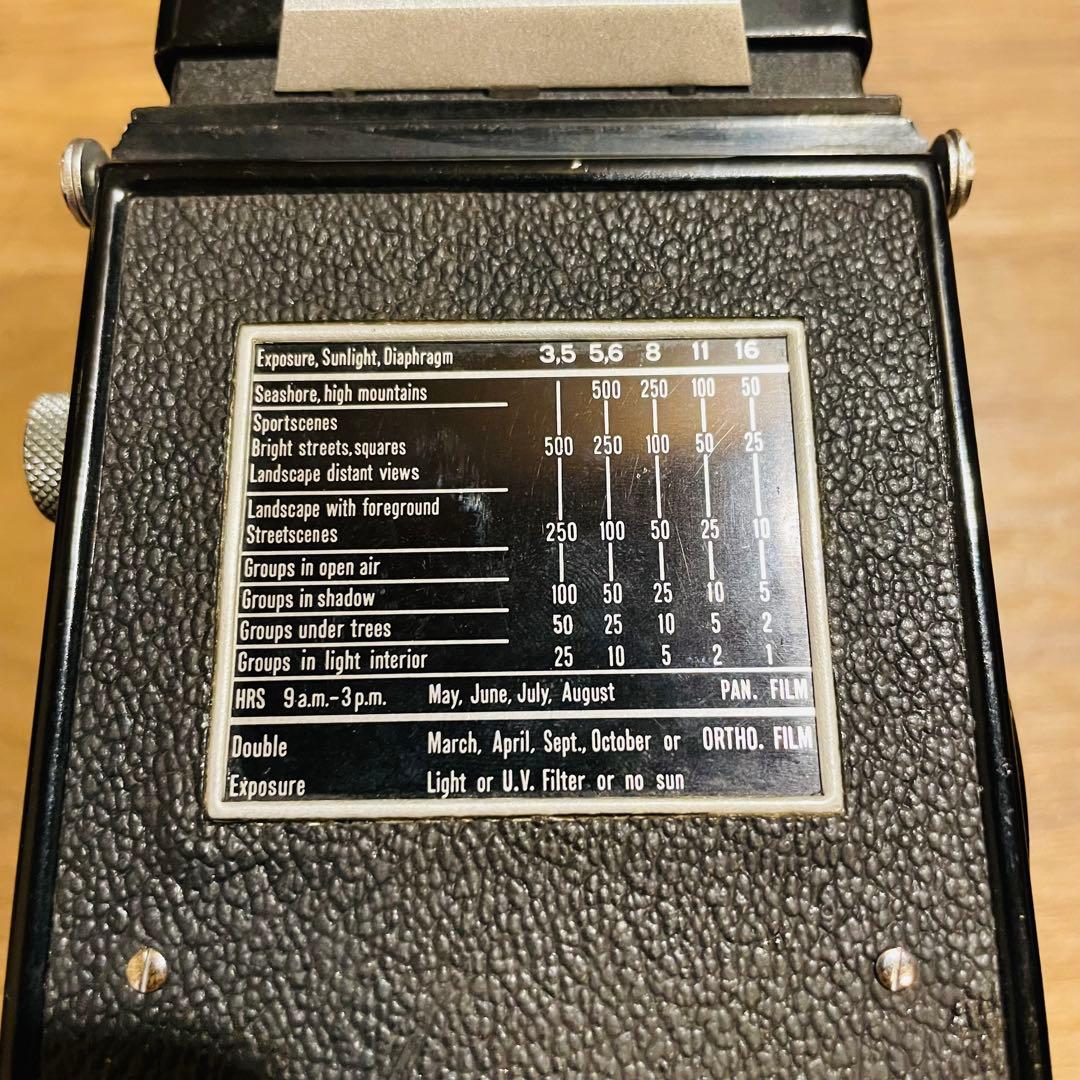 Exposure, Sunlight, Diaphragm 3,5 5,6 8 11 16
Seashore, high mountains 500 250 100 50
Sportscenes
Bright streets, squares 500 250 100 50 25
Landscape distant views
Landscape with foreground
Streetscenes 250 100 50 25 10
Groups in open air
Groups in shadow 100 50 25 10 5
Groups under trees 50 25 10 5 2
Groups in light interior 25 10 5 2 1
HRS 9 a.m.-3 p.m. May, June, July, August PAN. FILM
Double March, April, Sept., October or ORTHO. FILM
Exposure Light or U.V. Filter or no sun